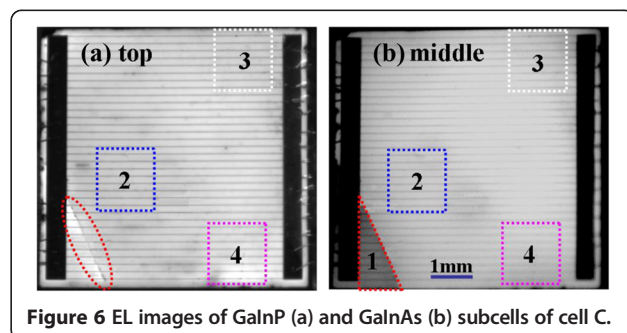 (a) top
3
2
4
(b) middle
3
2
1
4
1mm
Figure 6 EL images of GaInP (a) and GaInAs (b) subcells of cell C.